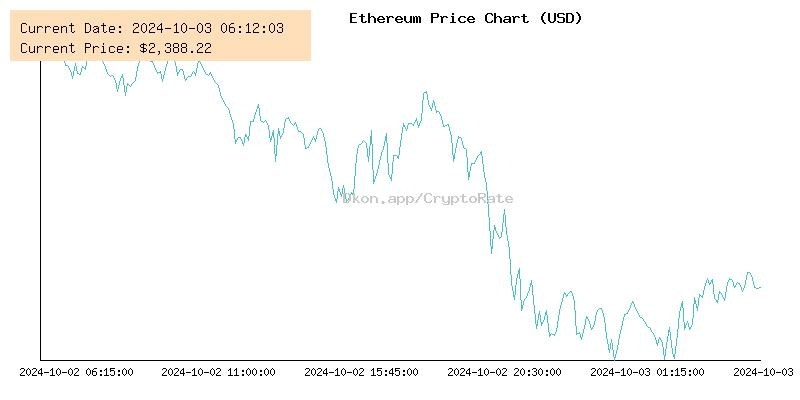 Ethereum Price Chart (USD)
Current Date: 2024-10-03 06:12:03
Current Price: $2,388.22
Dkon.app/CryptoRate
2024-10-02 06:15:00 2024-10-02 11:00:00 2024-10-02 15:45:00 2024-10-02 20:30:00 2024-10-03 01:15:00 2024-10-03